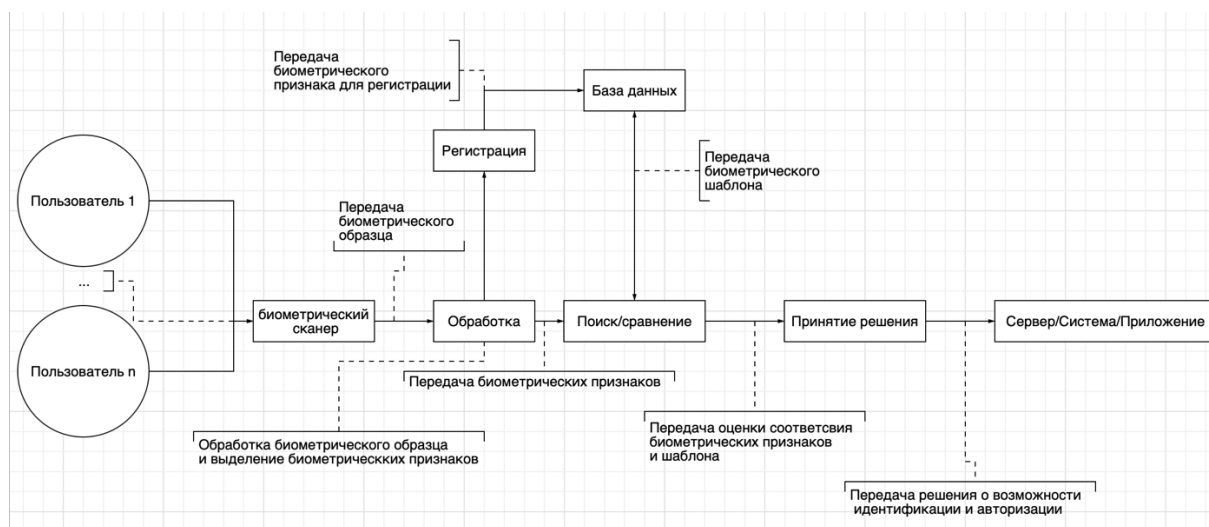 Передача
биометрического
признака для регистрации
База данных
Регистрация
Передача
биометрического
шаблона
Пользователь 1
Передача
биометрического
образца
...
биометрический
сканер
Обработка
Поиск/сравнение
Принятие решения
Сервер/Система/Приложение
Пользователь n
Передача биометрических признаков
Обработка биометрического образца
и выделение биометрическких признаков
Передача оценки соответсвия
биометрических признаков
и шаблона
Передача решения о возможности
идентификации и авторизации